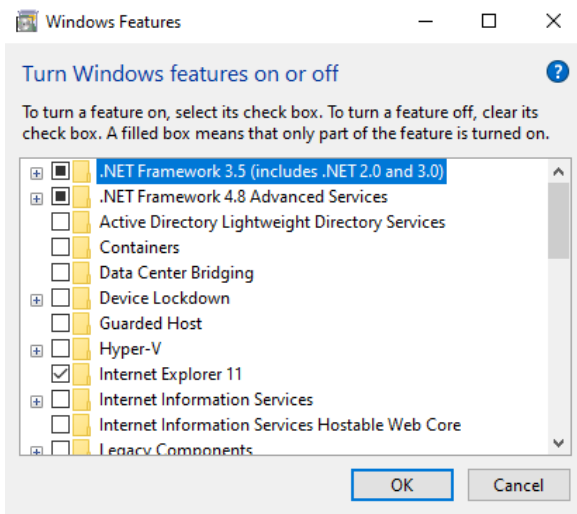 Windows Features
Turn Windows features on or off
?
To turn a feature on, select its check box. To turn a feature off, clear its
check box. A filled box means that only part of the feature is turned on.
.NET Framework 3.5 (includes .NET 2.0 and 3.0)
.NET Framework 4.8 Advanced Services
Active Directory Lightweight Directory Services
Containers
Data Center Bridging
Device Lockdown
Guarded Host
Hyper-V
Internet Explorer 11
Internet Information Services
Internet Information Services Hostable Web Core
Legacy Components
OK Cancel